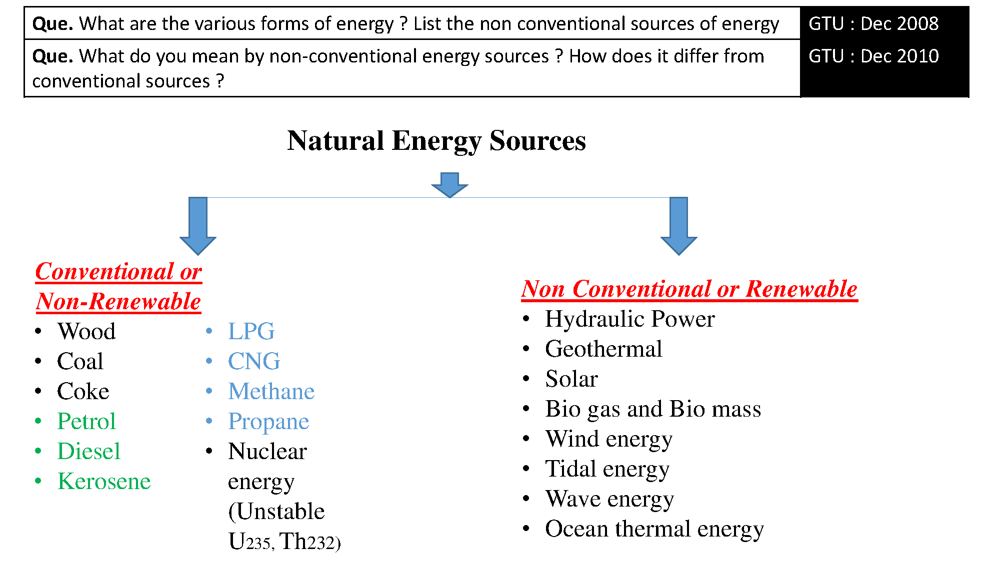 Que. What are the various forms of energy ? List the non conventional sources of energy
GTU : Dec 2008
Que. What do you mean by non-conventional energy sources ? How does it differ from
conventional sources ?
GTU : Dec 2010
Natural Energy Sources
Conventional or
Non-Renewable
• Wood
• Coal
• Coke
• Petrol
• Diesel
• Kerosene
• LPG
• CNG
• Methane
• Propane
• Nuclear
energy
(Unstable
U235, Th232)
Non Conventional or Renewable
• Hydraulic Power
• Geothermal
• Solar
• Bio gas and Bio mass
• Wind energy
• Tidal energy
• Wave energy
• Ocean thermal energy